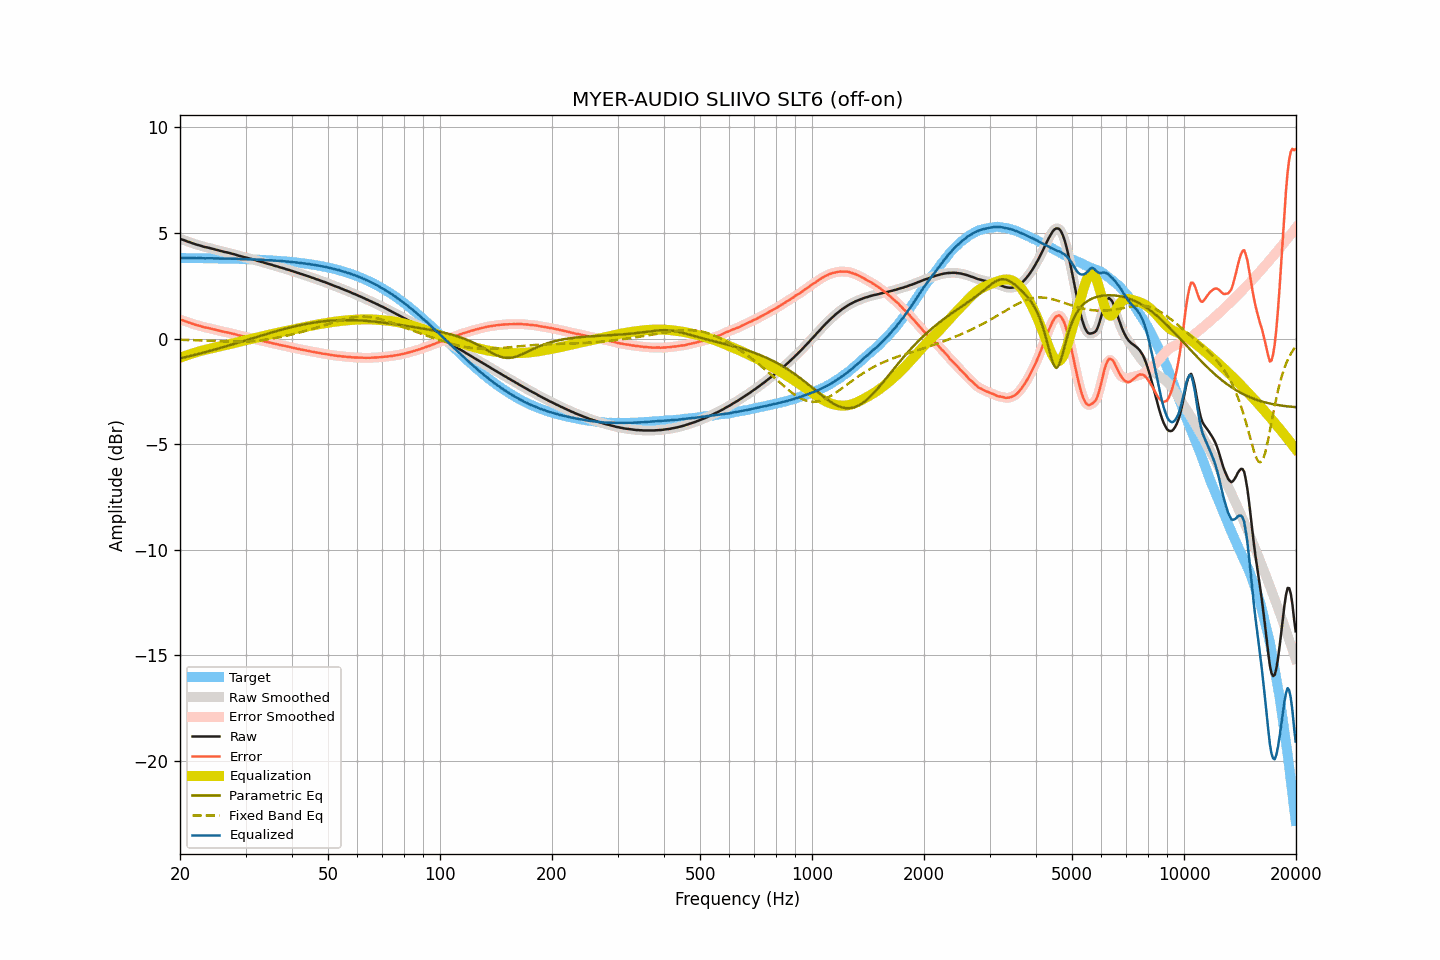 MYER-AUDIO SLIIVO SLT6 (off-on)
10
5
0
−5
−10
−15
−20
Amplitude (dBr)
Target
Raw Smoothed
Error Smoothed
Raw
Error
Equalization
Parametric Eq
Fixed Band Eq
Equalized
20 50 100 200 500 1000 2000 5000 10000 20000
Frequency (Hz)